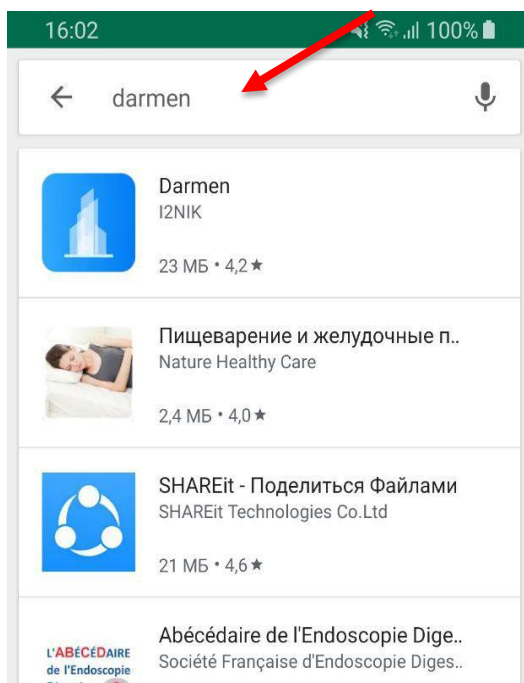 16:02 100%
darmen
Darmen
I2NIK
23 МБ • 4,2★
Пищеварение и желудочные п..
Nature Healthy Care
2,4 МБ • 4,0★
SHAREit - Поделиться Файлами
SHAREit Technologies Co.Ltd
21 МБ • 4,6★
L'ABÉCÉDAIRE
de l'Endoscopie
Abécédaire de l'Endoscopie Dige..
Société Française d'Endoscopie Diges..